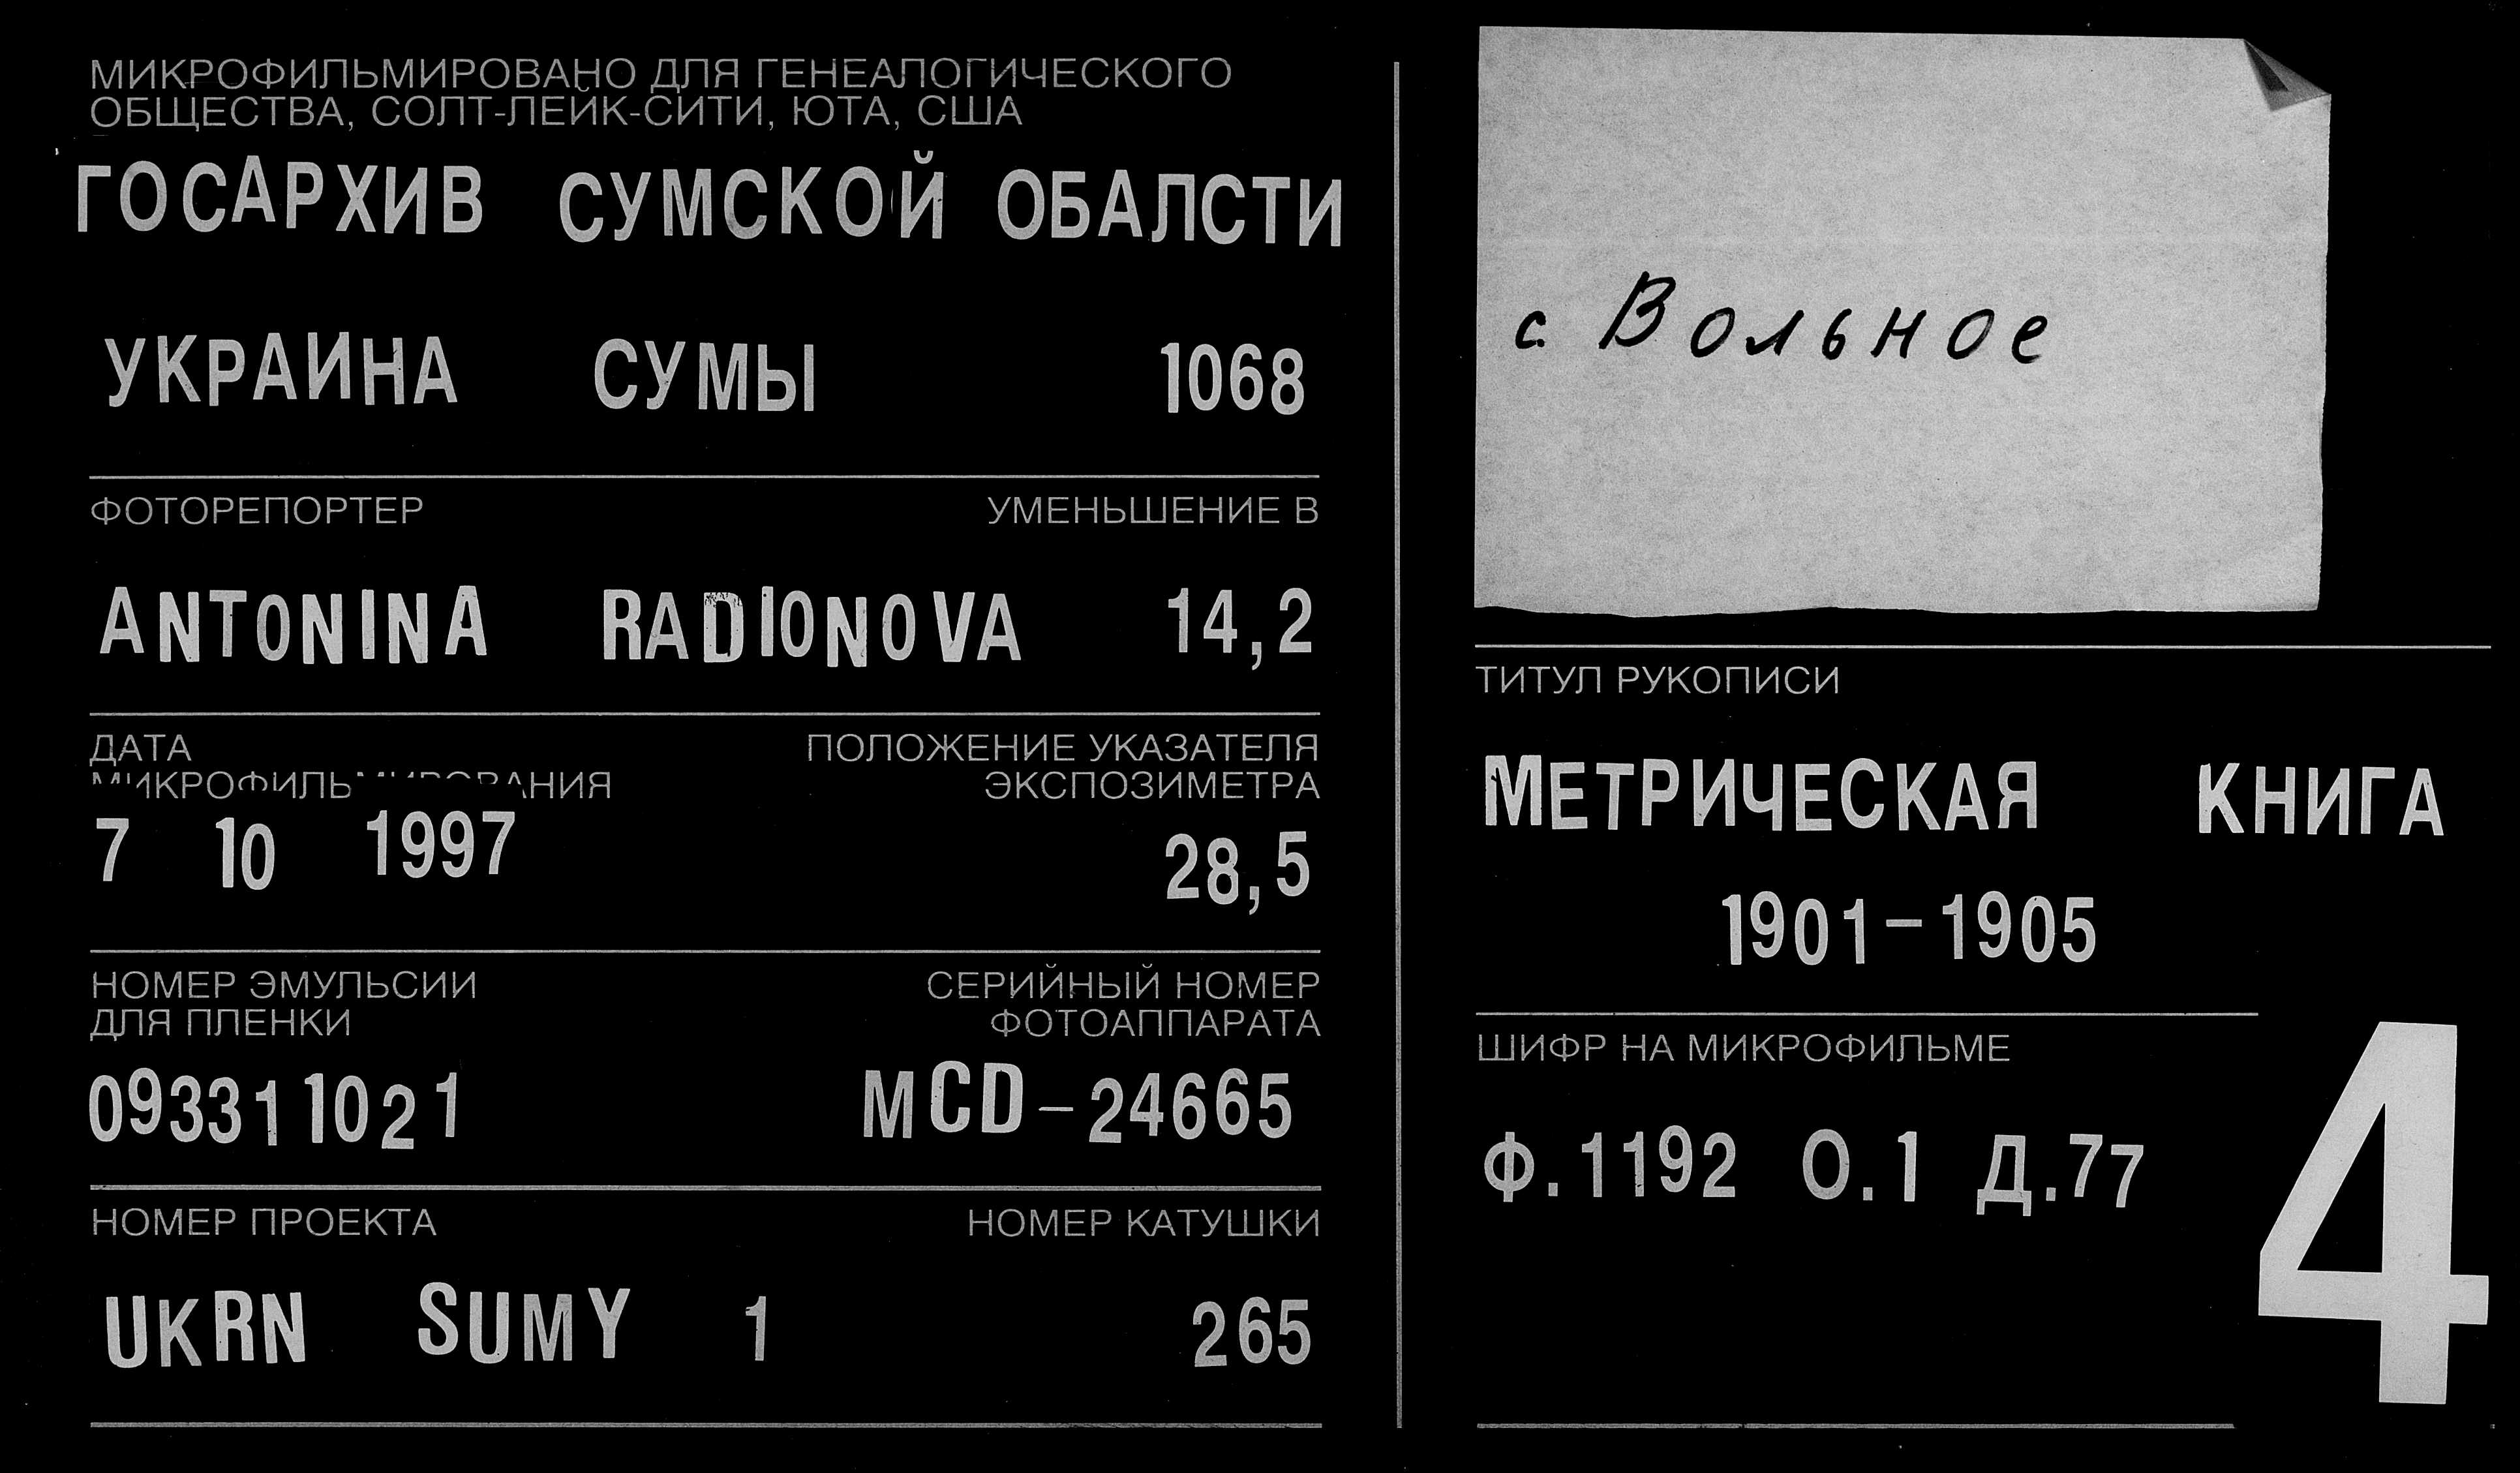 МИКРОФИЛЬМИРОВАНО ДЛЯ ГЕНЕАЛОГИЧЕСКОГО
ОБЩЕСТВА, СОЛТ-ЛЕЙК-СИТИ, ЮТА, США
ГОСАРХИВ СУМСКОЙ ОБАЛСТИ
УКРАИНА СУМЫ 1068
ФОТОРЕПОРТЕР УМЕНЬШЕНИЕ В
ANTONINA RADIONOVA 14,2
ДАТА ПОЛОЖЕНИЕ УКАЗАТЕЛЯ
МИКРОФИЛЬМИРОВАНИЯ ЭКСПОЗИМЕТРА
7 10 1997 28,5
НОМЕР ЭМУЛЬСИИ СЕРИЙНЫЙ НОМЕР
ДЛЯ ПЛЕНКИ ФОТОАППАРАТА
093311021 MCD-24665
НОМЕР ПРОЕКТА НОМЕР КАТУШКИ
UKRN SUMY 1 265
с. Вольное
ТИТУЛ РУКОПИСИ
МЕТРИЧЕСКАЯ КНИГА
1901-1905
ШИФР НА МИКРОФИЛЬМЕ
Ф.1192 О.1 Д.77
4